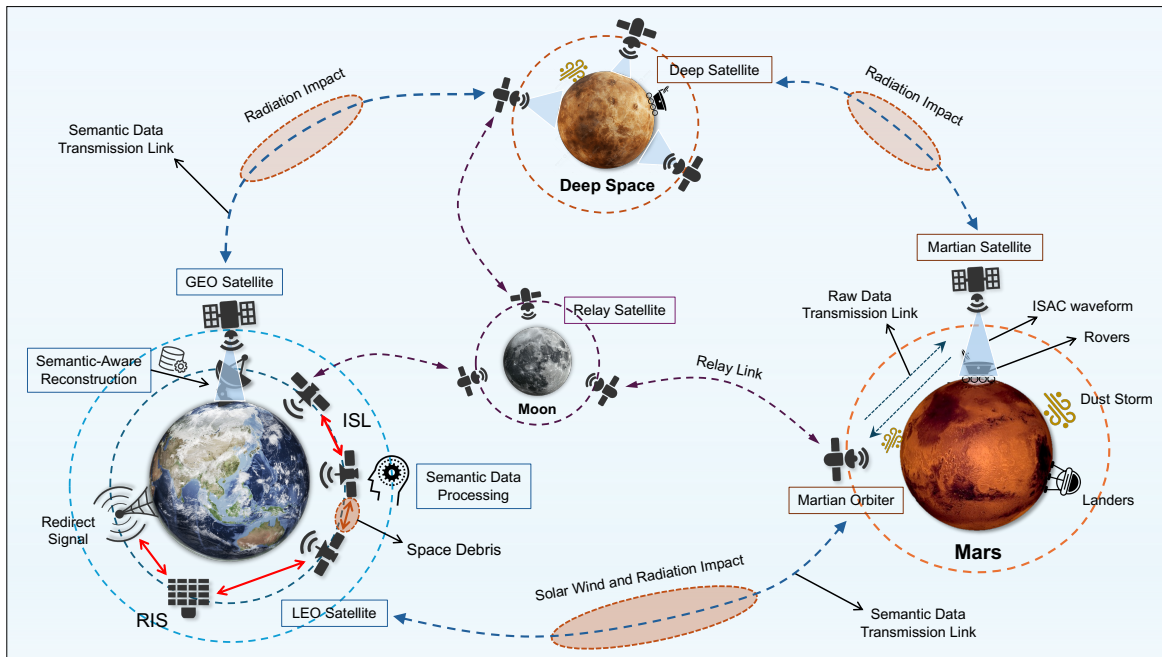 Radiation Impact
Deep Satellite
Radiation Impact
Semantic Data
Transmission Link
Deep Space
Martian Satellite
GEO Satellite
Raw Data
Transmission Link
ISAC waveform
Relay Satellite
Rovers
Semantic-Aware
Reconstruction
Relay Link
Moon
Dust Storm
ISL
Semantic Data
Processing
Martian Orbiter
Landers
Redirect
Signal
Space Debris
Mars
Solar Wind and Radiation Impact
RIS
LEO Satellite
Semantic Data
Transmission Link